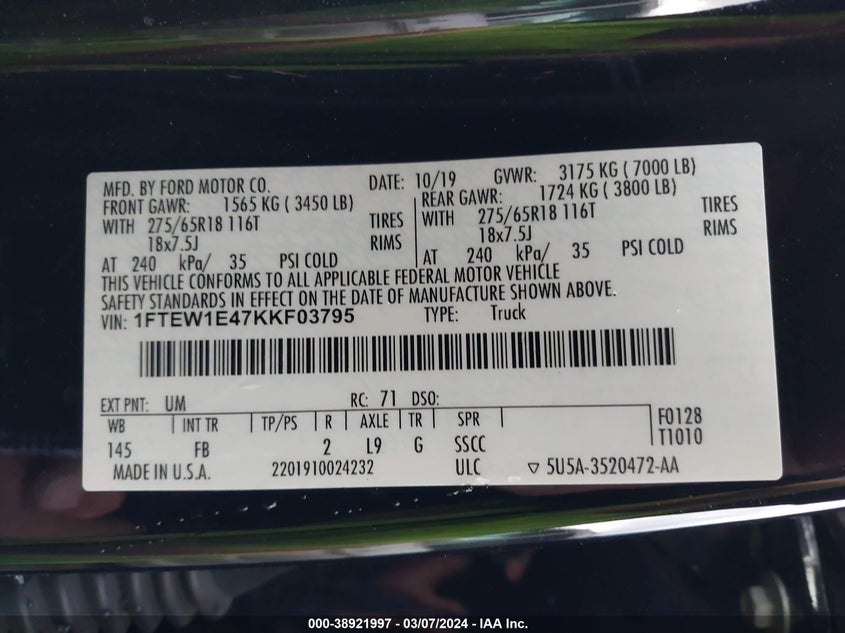 MFD. BY FORD MOTOR CO. DATE: 10/19 GVWR: 3175 KG ( 7000 LB)
FRONT GAWR: 1565 KG ( 3450 LB) REAR GAWR: 1724 KG ( 3800 LB)
WITH 275/65R18 116T TIRES WITH 275/65R18 116T TIRES
18x7.5J RIMS 18x7.5J RIMS
AT 240 kPa/ 35 PSI COLD AT 240 kPa/ 35 PSI COLD
THIS VEHICLE CONFORMS TO ALL APPLICABLE FEDERAL MOTOR VEHICLE
SAFETY STANDARDS IN EFFECT ON THE DATE OF MANUFACTURE SHOWN ABOVE.
VIN: 1FTEW1E47KKF03795 TYPE: Truck
EXT PNT: UM RC: 71 DSO:
WB INT TR TP/PS R AXLE TR SPR F0128
145 FB 2 L9 G SSCC T1010
MADE IN U.S.A. 2201910024232 ULC ▽ 5U5A-3520472-AA
000-38921997 — 03/07/2024 — IAA Inc.